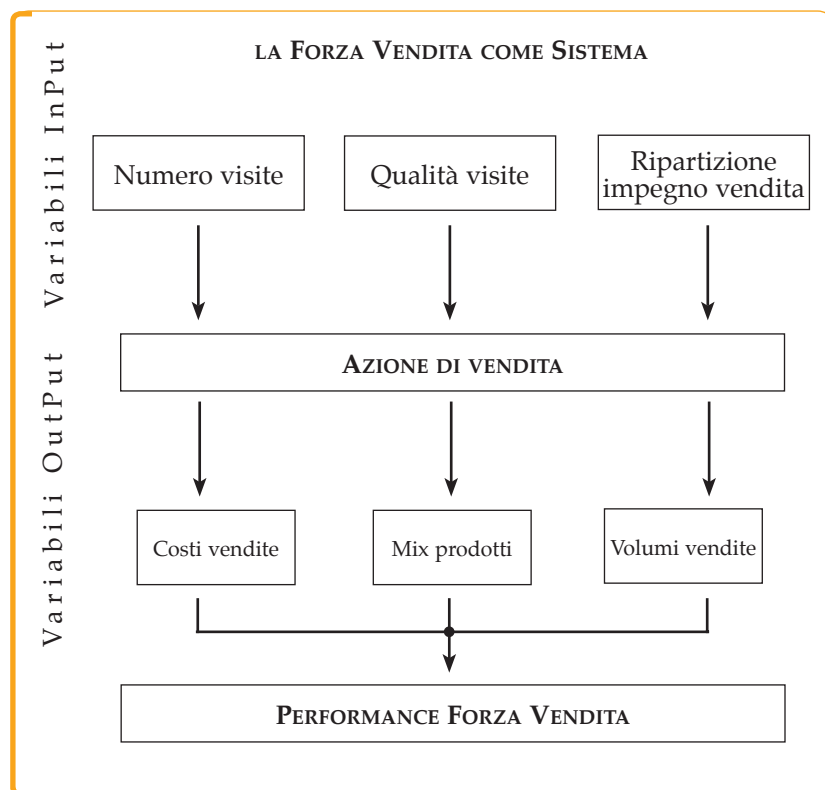 LA FORZA VENDITA COME SISTEMA
Variabili InPut
Numero visite
Qualità visite
Ripartizione
impegno vendita
AZIONE DI VENDITA
Variabili OutPut
Costi vendite
Mix prodotti
Volumi vendite
PERFORMANCE FORZA VENDITA